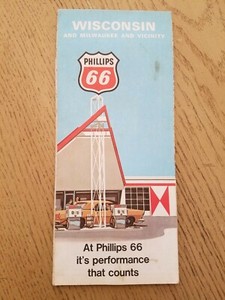 WISCONSIN
AND MILWAUKEE AND VICINITY
PHILLIPS
66
At Phillips 66
it's performance
that counts